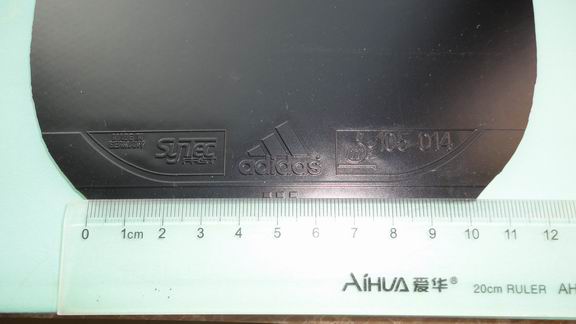 MADE IN
GERMANY
SynTec
adidas
105 014
0 1cm 2 3 4 5 6 7 8 9 10 11 12
AiHUA 爱华®
20cm RULER
AH